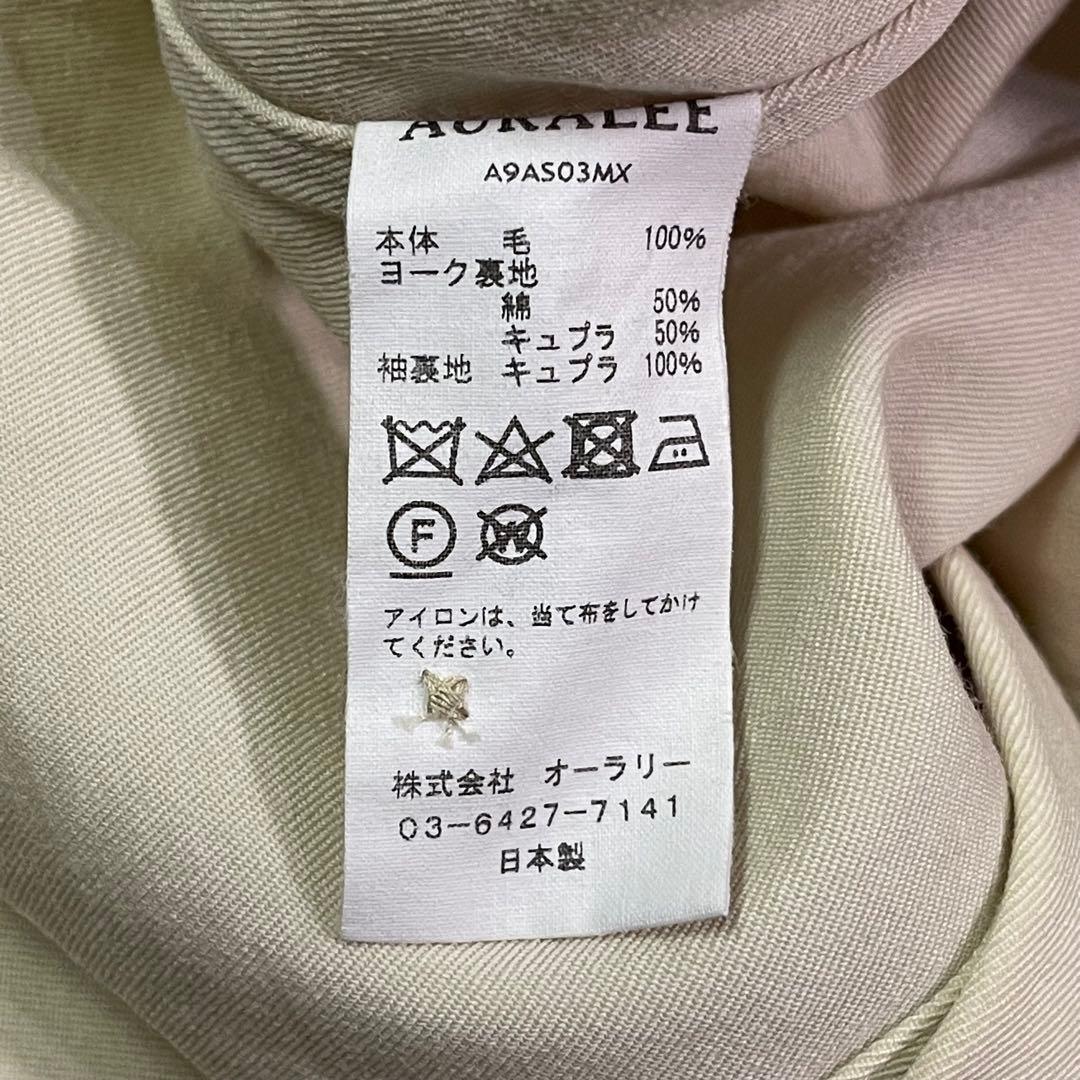 AURALEE
A9AS03MX
本体 毛 100%
ヨーク裏地
綿 50%
キュプラ 50%
袖裏地 キュプラ 100%
F W
アイロンは、当て布をしてかけ
てください。
株式会社 オーラリー
03-6427-7141
日本製